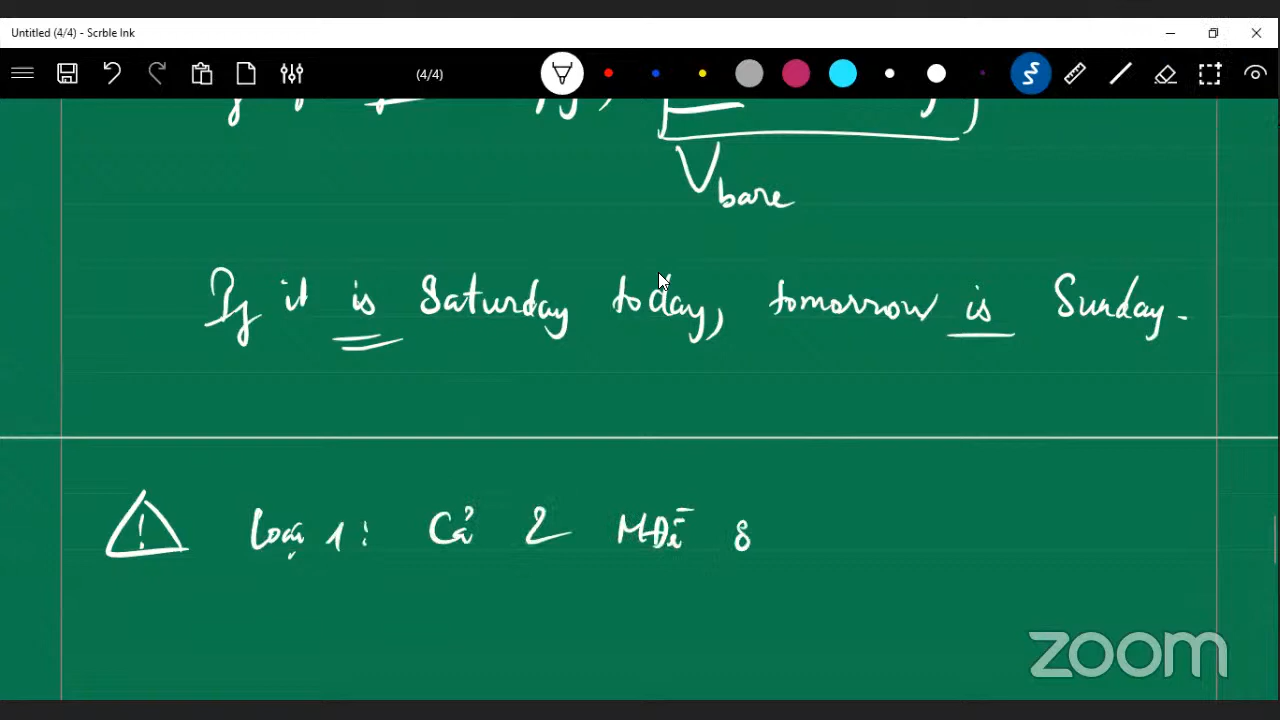 Untitled (4/4) - Scrble Ink
(4/4)
V bare
If it is Saturday today, tomorrow is Sunday.
! Loại 1: Cả 2 MĐề
zoom